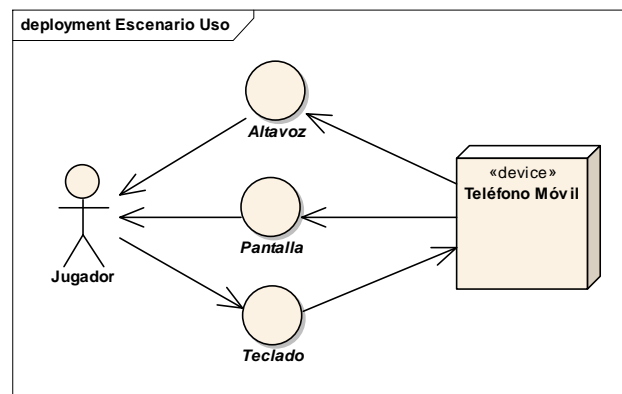 deployment Escenario Uso
Altavoz
«device»
Teléfono Móvil
Pantalla
Jugador
Teclado